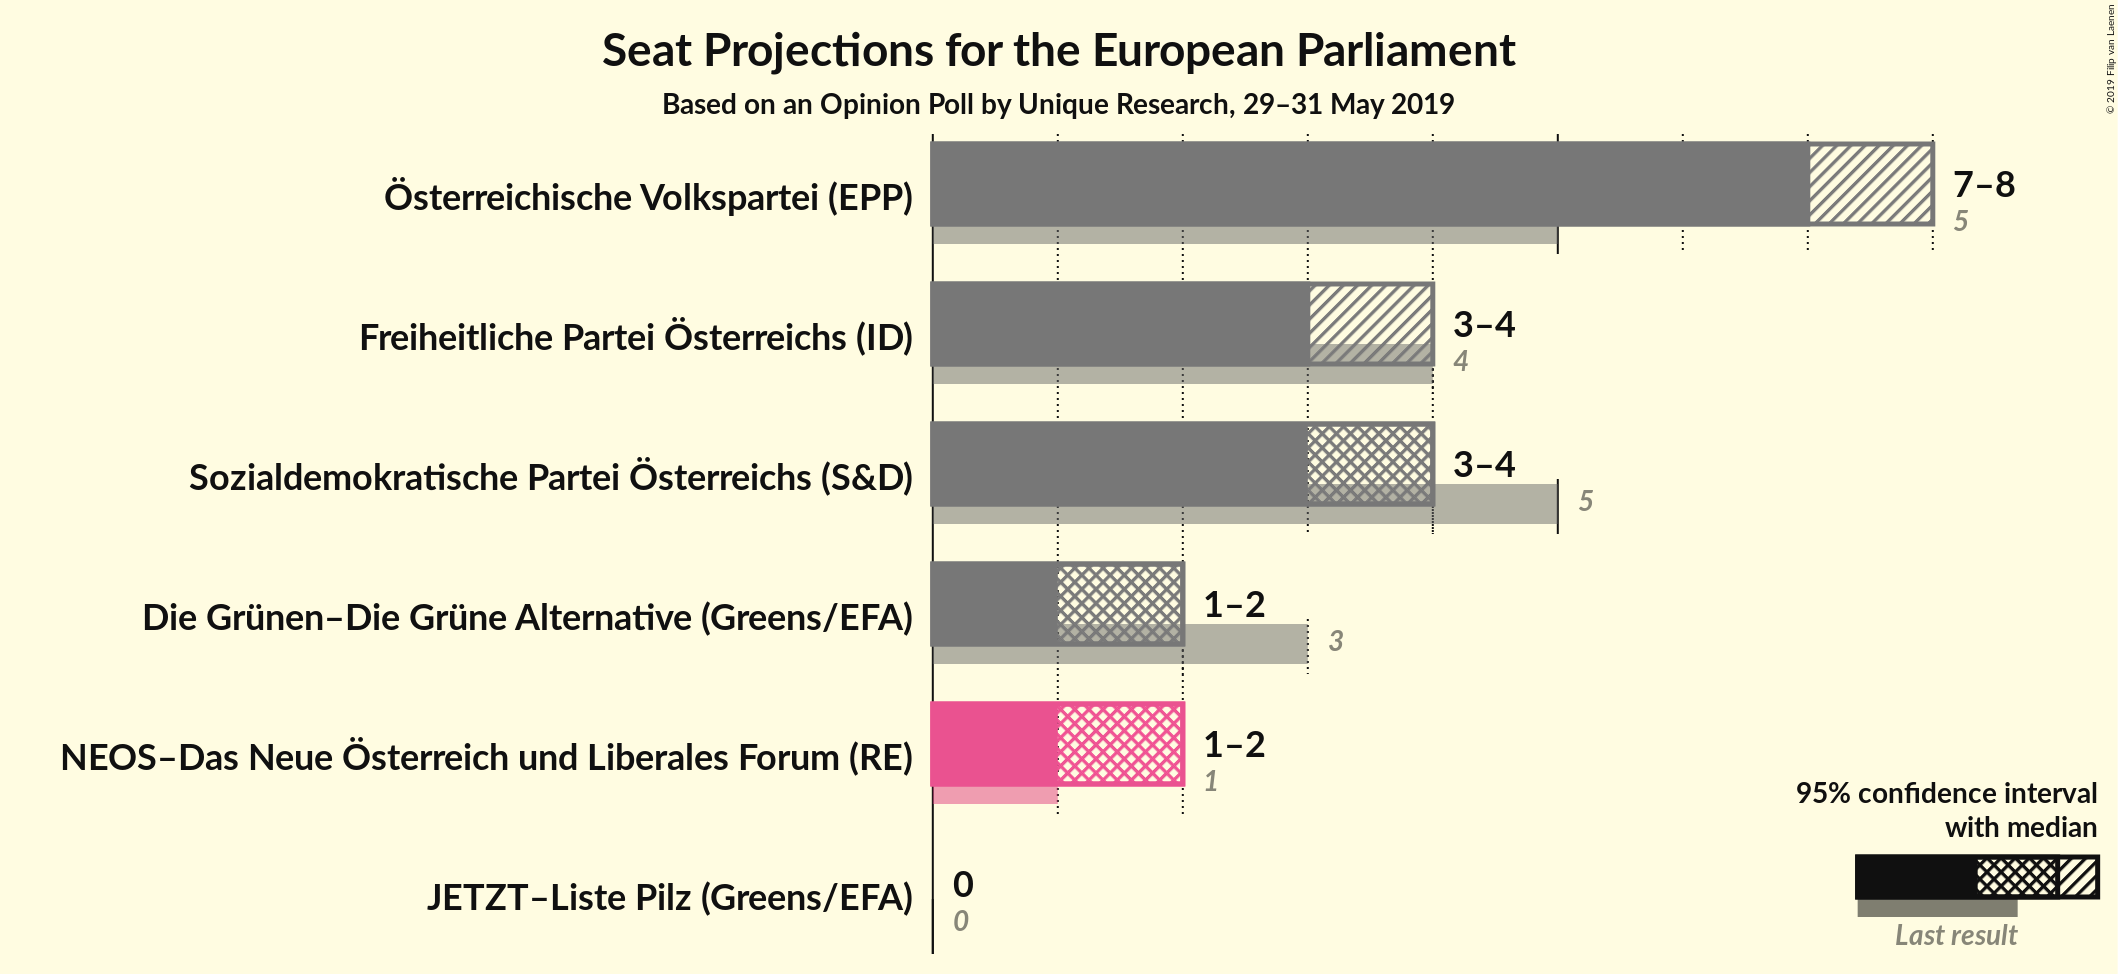 Seat Projections for the European Parliament
Based on an Opinion Poll by Unique Research, 29–31 May 2019
© 2019 Filip van Laenen
Österreichische Volkspartei (EPP)
7–8
5
Freiheitliche Partei Österreichs (ID)
3–4
4
Sozialdemokratische Partei Österreichs (S&D)
3–4
5
Die Grünen–Die Grüne Alternative (Greens/EFA)
1–2
3
NEOS–Das Neue Österreich und Liberales Forum (RE)
1–2
1
JETZT–Liste Pilz (Greens/EFA)
0
0
95% confidence interval
with median
Last result